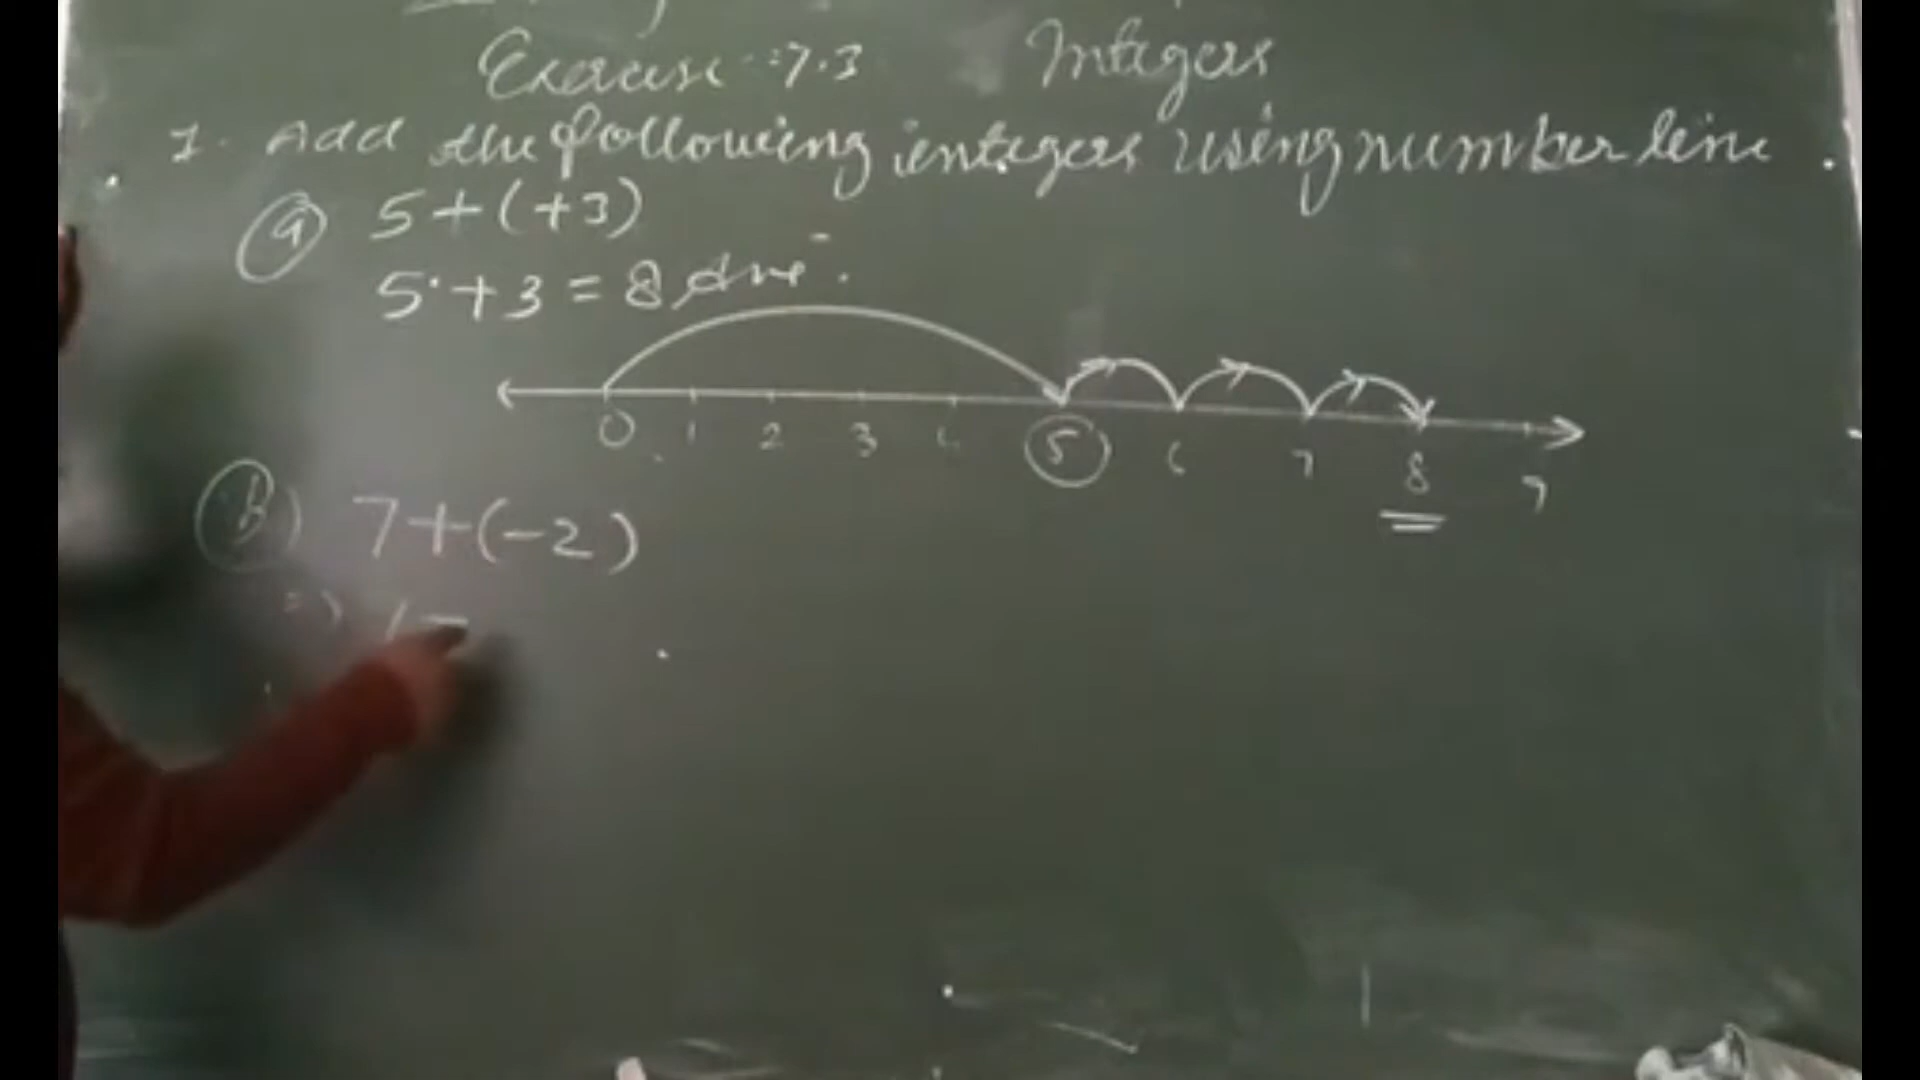 Exercise :- 7.3 Integers
1. Add the following integers using number line.
(a) 5+(+3)
5+3=8 Ans.
0 1 2 3 4 5 6 7 8 9
(b) 7+(-2)
=>